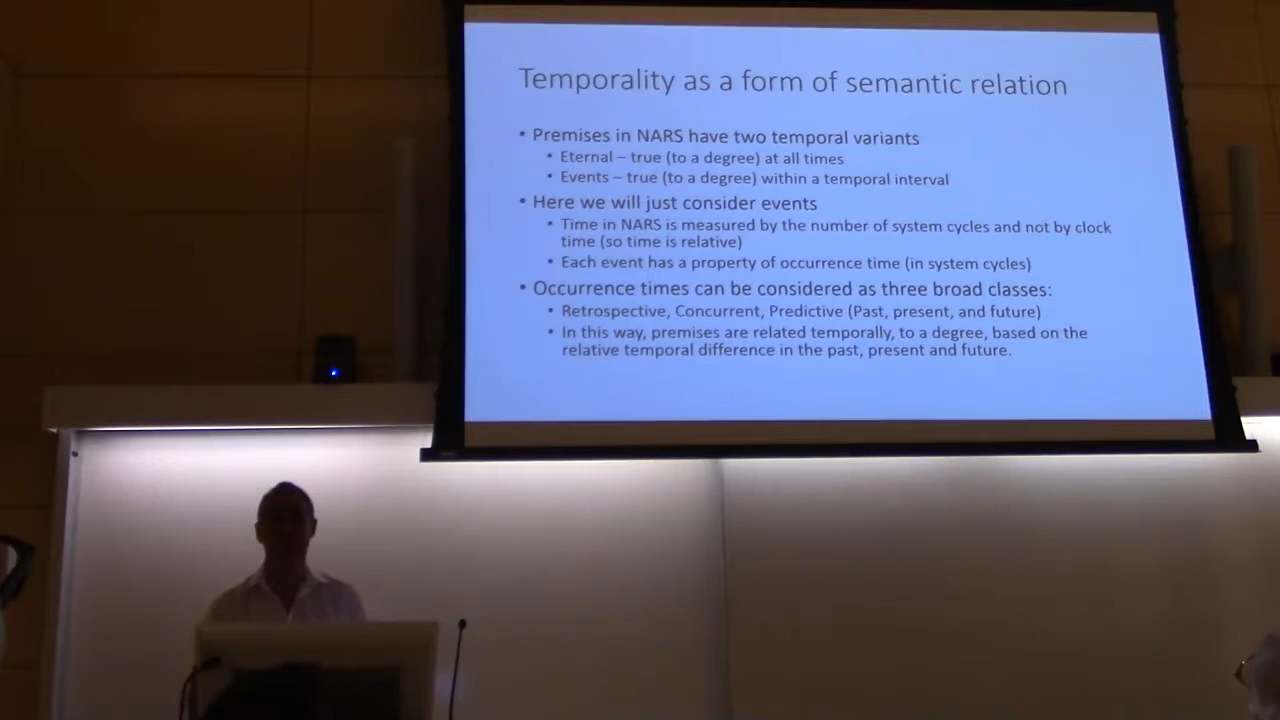 Temporality as a form of semantic relation
• Premises in NARS have two temporal variants
• Eternal – true (to a degree) at all times
• Events – true (to a degree) within a temporal interval
• Here we will just consider events
• Time in NARS is measured by the number of system cycles and not by clock
time (so time is relative)
• Each event has a property of occurrence time (in system cycles)
• Occurrence times can be considered as three broad classes:
• Retrospective, Concurrent, Predictive (Past, present, and future)
• In this way, premises are related temporally, to a degree, based on the
relative temporal difference in the past, present and future.